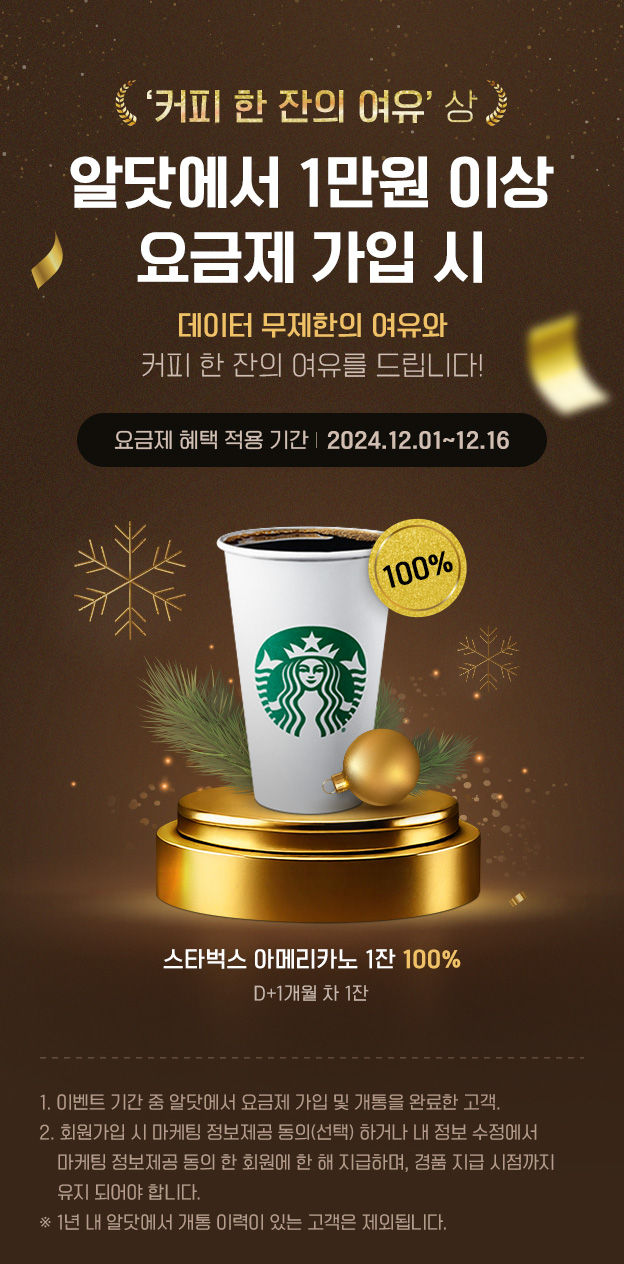 ‘커피 한 잔의 여유’ 상
알닷에서 1만원 이상
요금제 가입 시
데이터 무제한의 여유와
커피 한 잔의 여유를 드립니다!
요금제 혜택 적용 기간 | 2024.12.01~12.16
100%
스타벅스 아메리카노 1잔 100%
D+1개월 차 1잔
1. 이벤트 기간 중 알닷에서 요금제 가입 및 개통을 완료한 고객.
2. 회원가입 시 마케팅 정보제공 동의(선택) 하거나 내 정보 수정에서
마케팅 정보제공 동의 한 회원에 한 해 지급하며, 경품 지급 시점까지
유지 되어야 합니다.
※ 1년 내 알닷에서 개통 이력이 있는 고객은 제외됩니다.